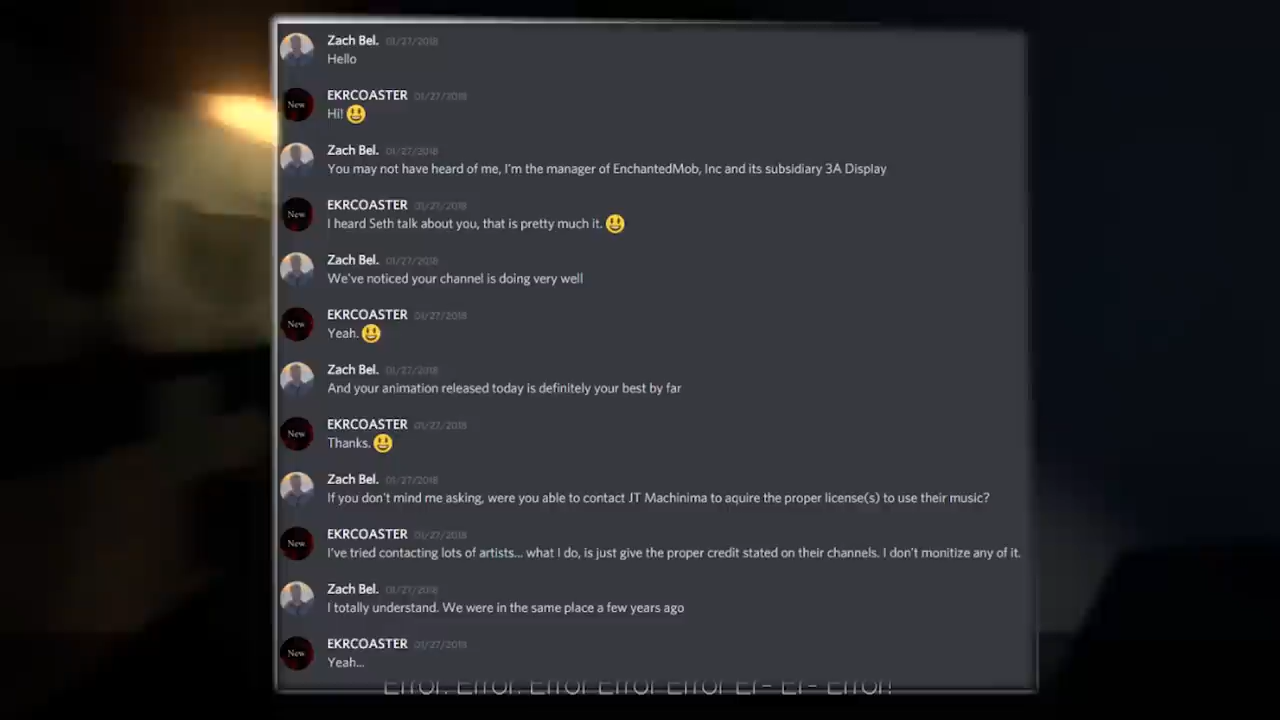 Zach Bel. 01/27/2018
Hello
New
EKRCOASTER 01/27/2018
Hi! 😃
Zach Bel. 01/27/2018
You may not have heard of me, I'm the manager of EnchantedMob, Inc and its subsidiary 3A Display
New
EKRCOASTER 01/27/2018
I heard Seth talk about you, that is pretty much it. 😃
Zach Bel. 01/27/2018
We've noticed your channel is doing very well
New
EKRCOASTER 01/27/2018
Yeah. 😃
Zach Bel. 01/27/2018
And your animation released today is definitely your best by far
New
EKRCOASTER 01/27/2018
Thanks. 😃
Zach Bel. 01/27/2018
If you don't mind me asking, were you able to contact JT Machinima to aquire the proper license(s) to use their music?
New
EKRCOASTER 01/27/2018
I've tried contacting lots of artists... what I do, is just give the proper credit stated on their channels. I don't monitize any of it.
Zach Bel. 01/27/2018
I totally understand. We were in the same place a few years ago
New
EKRCOASTER 01/27/2018
Yeah...
Error. Error. Error Error Error Er- Er- Error!